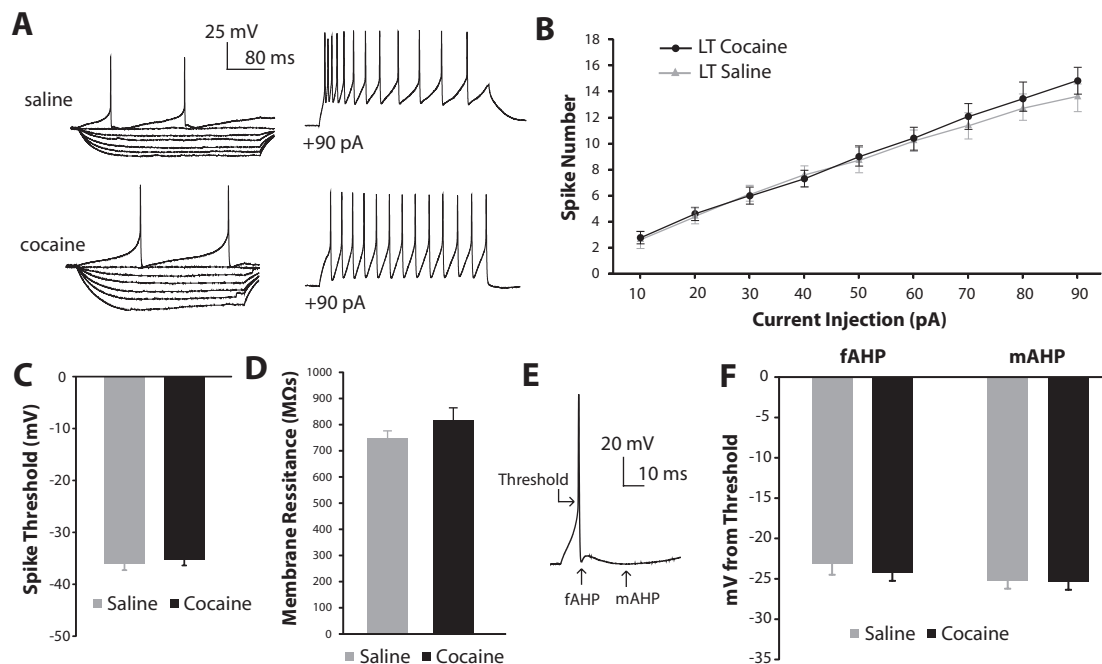 A
25 mV
80 ms
saline
+90 pA
cocaine
+90 pA
B
LT Cocaine
LT Saline
Spike Number
18
16
14
12
10
8
6
4
2
0
10 20 30 40 50 60 70 80 90
Current Injection (pA)
C
Spike Threshold (mV)
0
-10
-20
-30
-40
-50
Saline Cocaine
D
Membrane Ressitance (MΩs)
1000
900
800
700
600
500
400
300
200
100
0
Saline Cocaine
E
20 mV
10 ms
Threshold
fAHP mAHP
F
fAHP mAHP
mV from Threshold
0
-5
-10
-15
-20
-25
-30
-35
Saline Cocaine